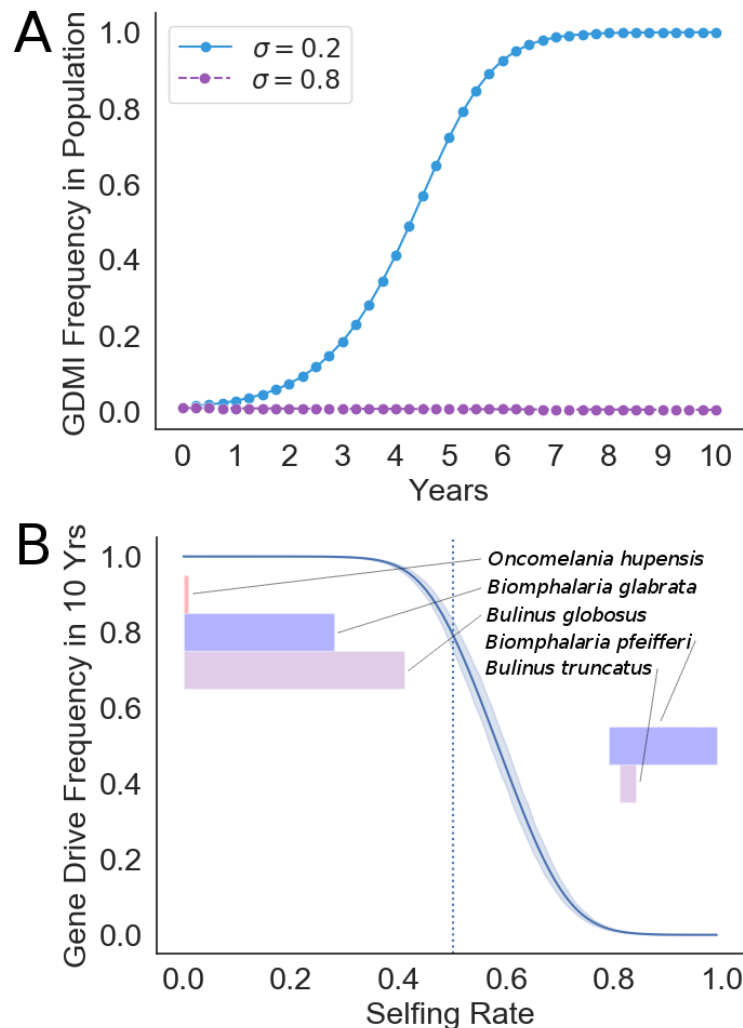 A
GDMI Frequency in Population
1.0
0.8
0.6
0.4
0.2
0.0
σ = 0.2
σ = 0.8
0 1 2 3 4 5 6 7 8 9 10
Years
B
Gene Drive Frequency in 10 Yrs
1.0
0.8
0.6
0.4
0.2
0.0
Oncomelania hupensis
Biomphalaria glabrata
Bulinus globosus
Biomphalaria pfeifferi
Bulinus truncatus
0.0 0.2 0.4 0.6 0.8 1.0
Selfing Rate